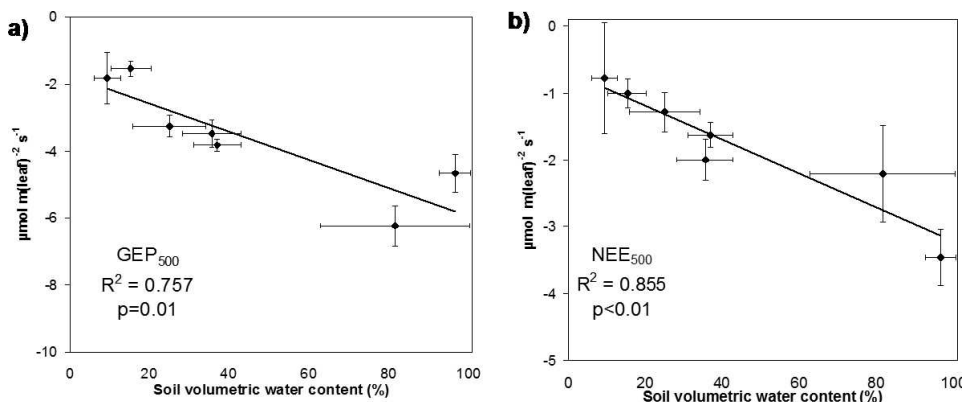 a)
0
-2
-4
-6
-8
-10
µmol m(leaf)⁻² s⁻¹
GEP₅₀₀
R² = 0.757
p=0.01
0 20 40 60 80 100
Soil volumetric water content (%)
b)
0
-1
-2
-3
-4
-5
µmol m(leaf)⁻² s⁻¹
NEE₅₀₀
R² = 0.855
p<0.01
0 20 40 60 80 100
Soil volumetric water content (%)